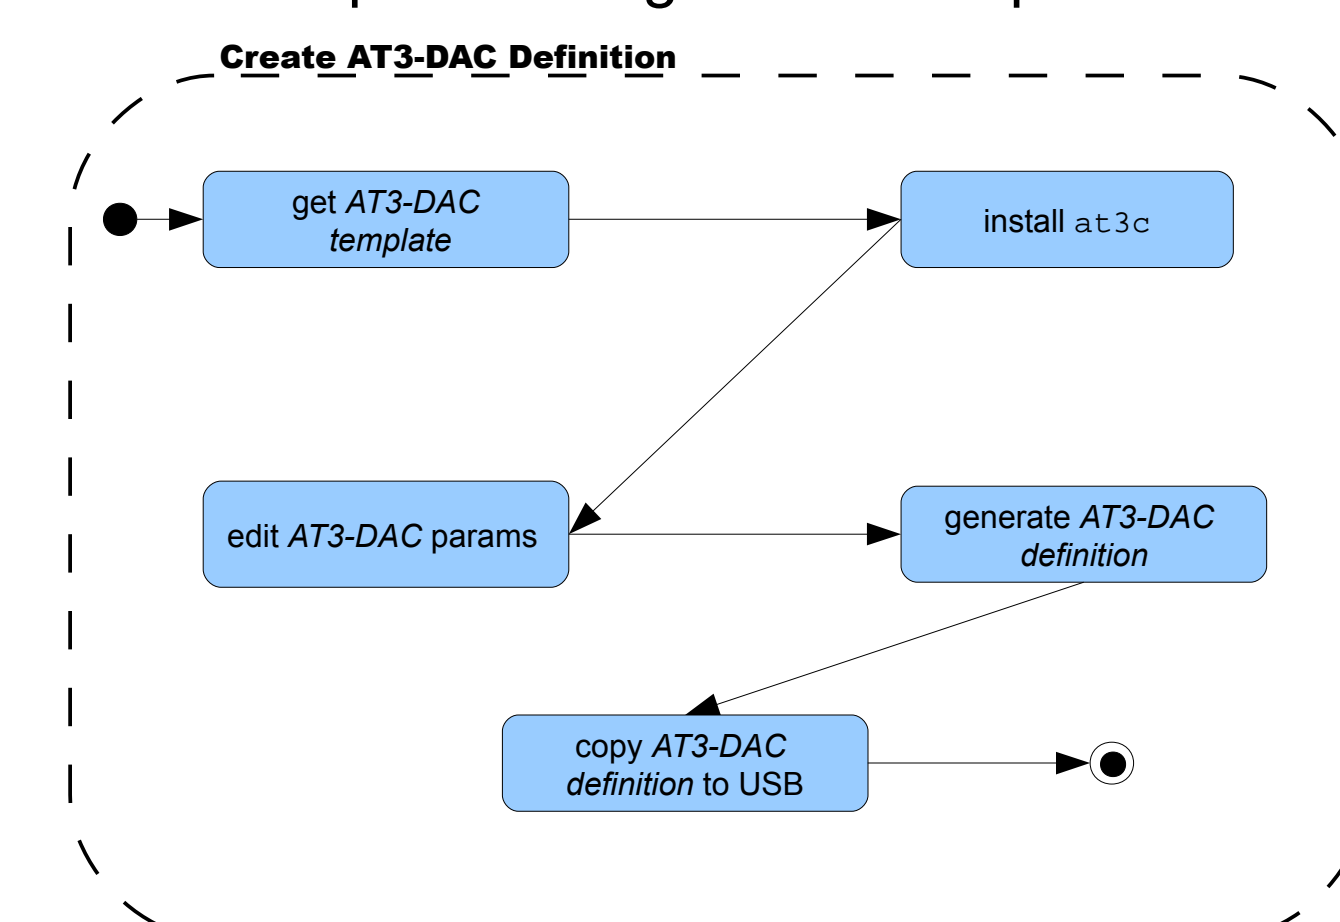 Create AT3-DAC Definition
get AT3-DAC
template
install at3c
edit AT3-DAC params
generate AT3-DAC
definition
copy AT3-DAC
definition to USB